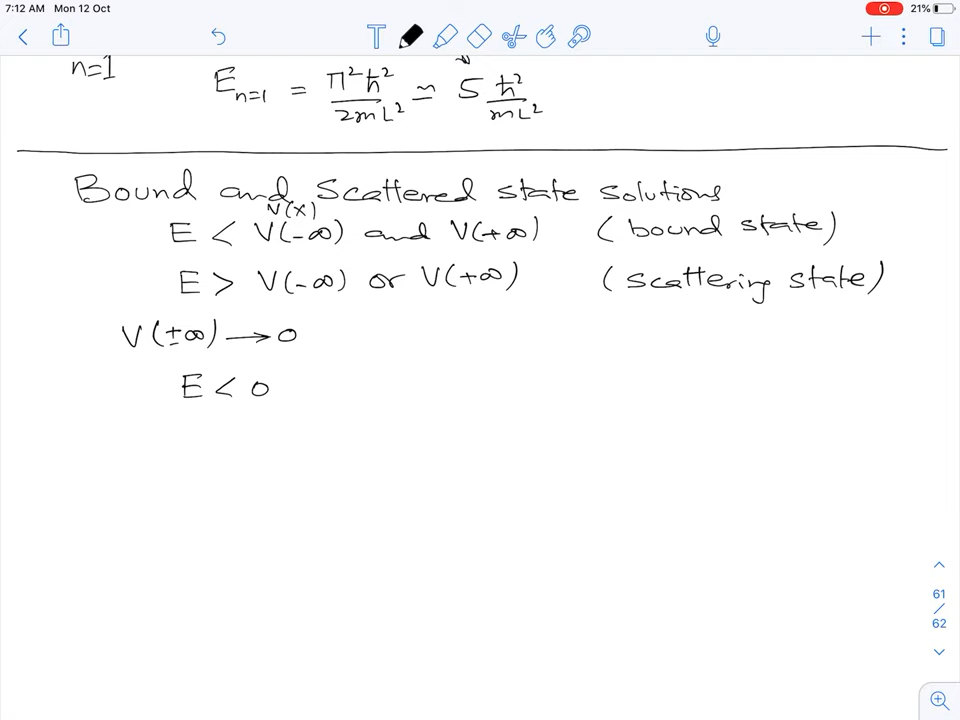 7:12 AM Mon 12 Oct 21%
n=1 E_{n=1} = π²ħ²/2mL² ≃ 5 ħ²/mL²
Bound and Scattered state solutions
V(x)
E < V(-∞) and V(+∞) (bound state)
E > V(-∞) or V(+∞) (scattering state)
V(±∞) → 0
E < 0
61
/
62